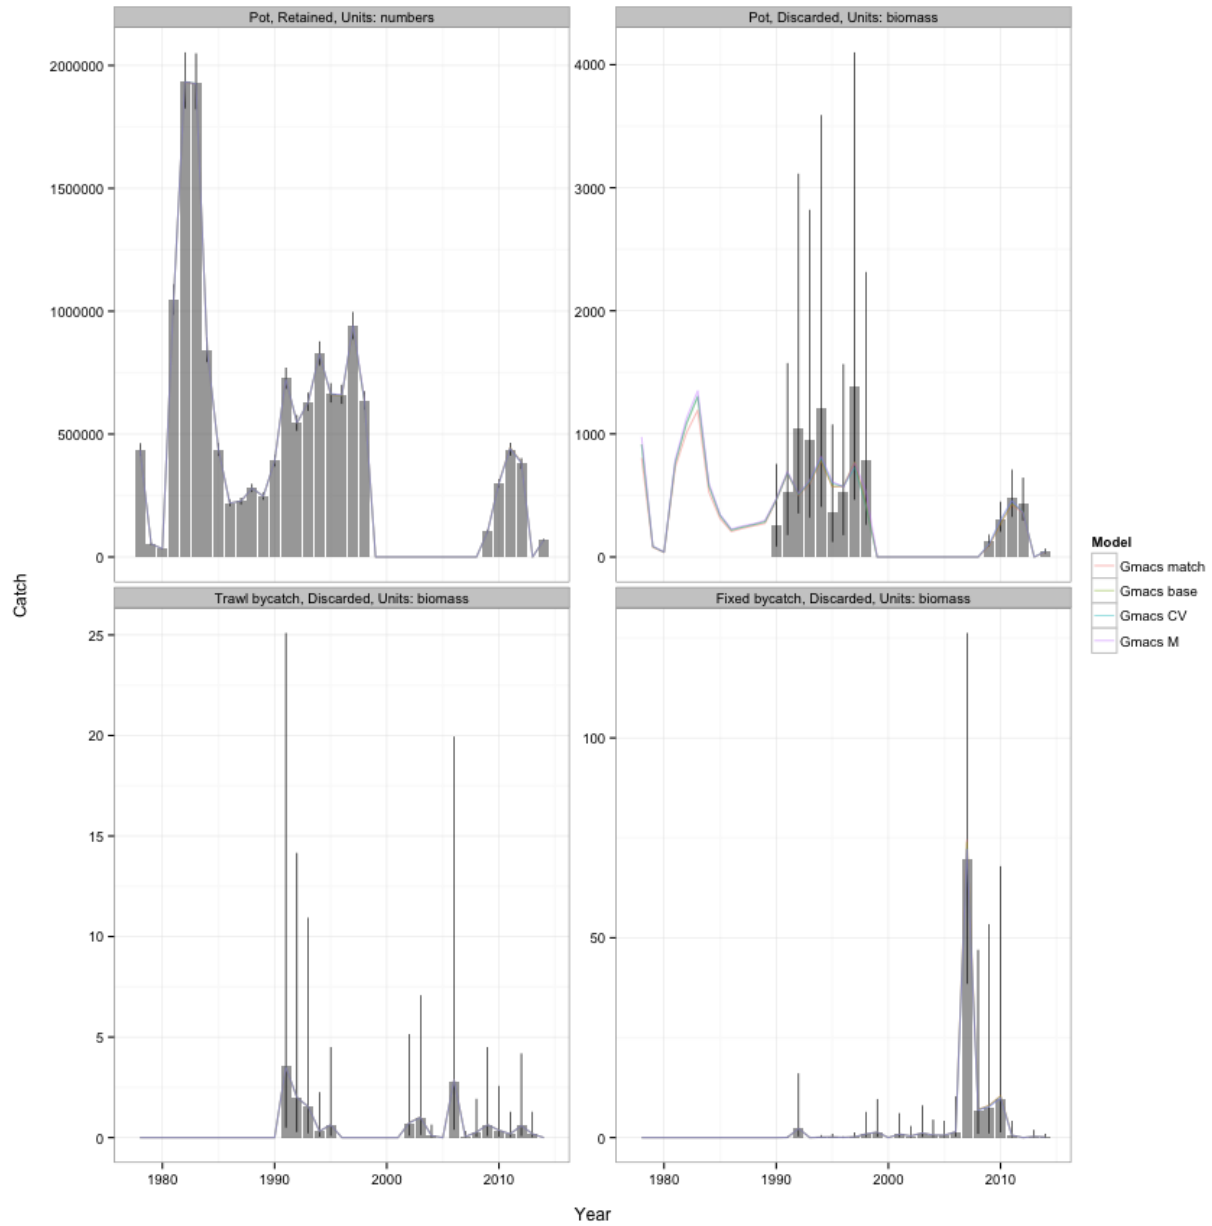 Pot, Retained, Units: numbers
Pot, Discarded, Units: biomass
2000000
1500000
1000000
500000
0
4000
3000
2000
1000
0
Trawl bycatch, Discarded, Units: biomass
Fixed bycatch, Discarded, Units: biomass
25
20
15
10
5
0
100
50
0
1980
1990
2000
2010
1980
1990
2000
2010
Catch
Year
Model
Gmacs match
Gmacs base
Gmacs CV
Gmacs M